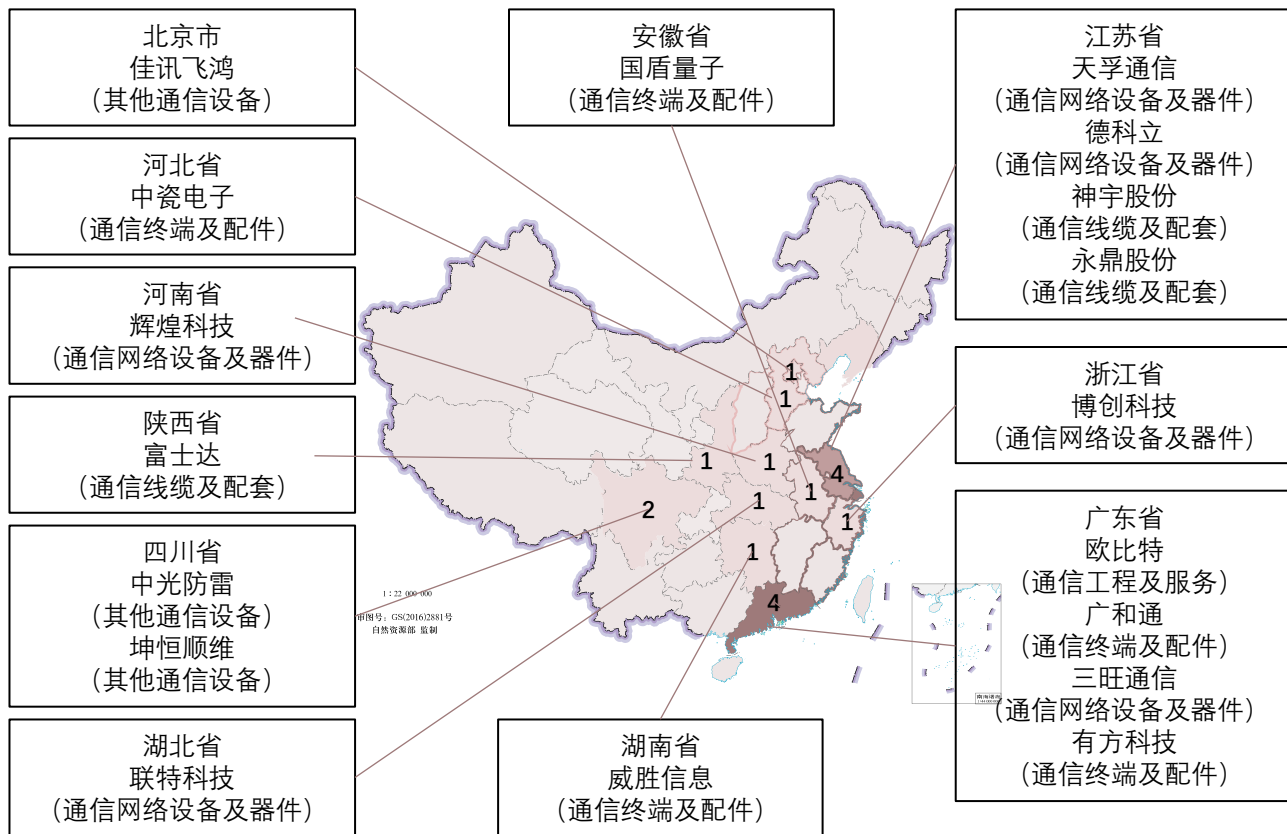 北京市
佳讯飞鸿
(其他通信设备)
河北省
中瓷电子
(通信终端及配件)
河南省
辉煌科技
(通信网络设备及器件)
陕西省
富士达
(通信线缆及配套)
四川省
中光防雷
(其他通信设备)
坤恒顺维
(其他通信设备)
湖北省
联特科技
(通信网络设备及器件)
安徽省
国盾量子
(通信终端及配件)
湖南省
威胜信息
(通信终端及配件)
江苏省
天孚通信
(通信网络设备及器件)
德科立
(通信网络设备及器件)
神宇股份
(通信线缆及配套)
永鼎股份
(通信线缆及配套)
浙江省
博创科技
(通信网络设备及器件)
广东省
欧比特
(通信工程及服务)
广和通
(通信终端及配件)
三旺通信
(通信网络设备及器件)
有方科技
(通信终端及配件)
1
1
1
1
4
1
1
2
1
1
4
1：22 000 000
审图号：GS(2016)2881号
自然资源部 监制
南海诸岛